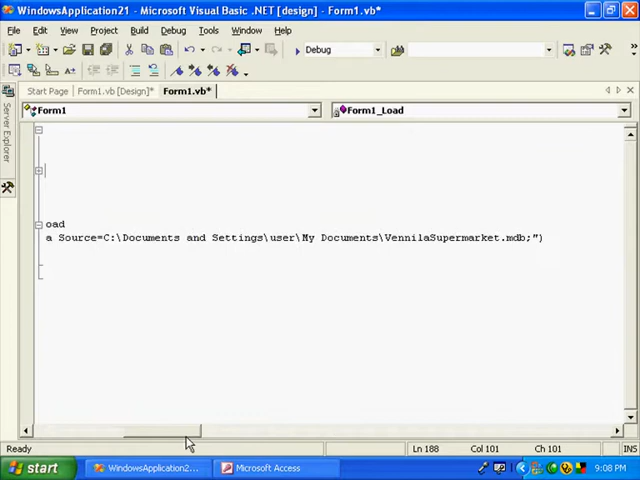 WindowsApplication21 - Microsoft Visual Basic .NET [design] - Form1.vb*
File Edit View Project Build Debug Tools Window Help
Debug
Start Page Form1.vb [Design]* Form1.vb*
Server Explorer
Form1 Form1_Load
oad
a Source=C:\Documents and Settings\user\My Documents\VennilaSupermarket.mdb;")
Ready Ln 188 Col 101 Ch 101 INS
start WindowsApplication2... Microsoft Access 9:08 PM